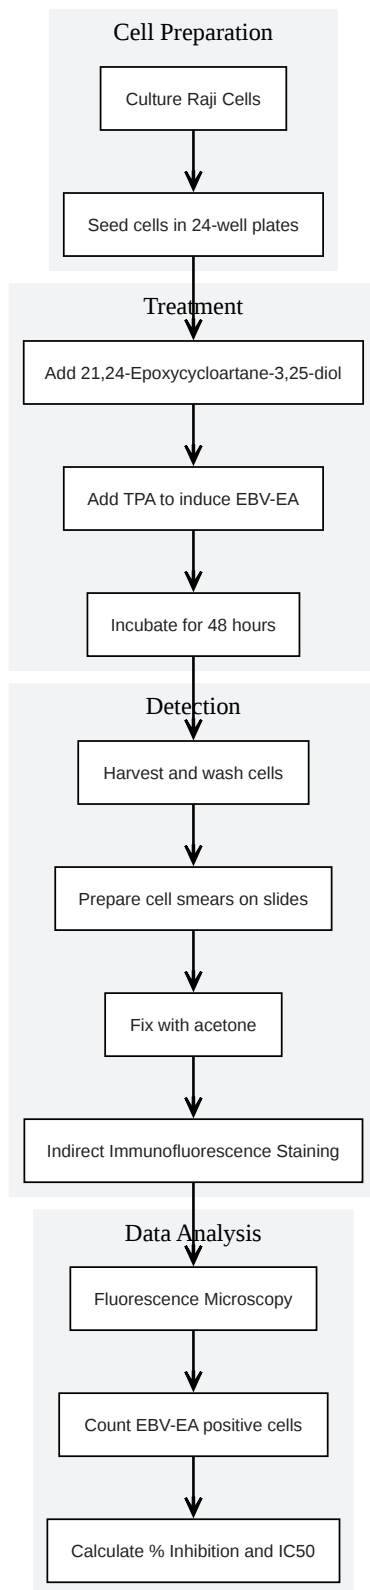 Cell Preparation
Culture Raji Cells
Seed cells in 24-well plates
Treatment
Add 21,24-Epoxycycloartane-3,25-diol
Add TPA to induce EBV-EA
Incubate for 48 hours
Detection
Harvest and wash cells
Prepare cell smears on slides
Fix with acetone
Indirect Immunofluorescence Staining
Data Analysis
Fluorescence Microscopy
Count EBV-EA positive cells
Calculate % Inhibition and IC50